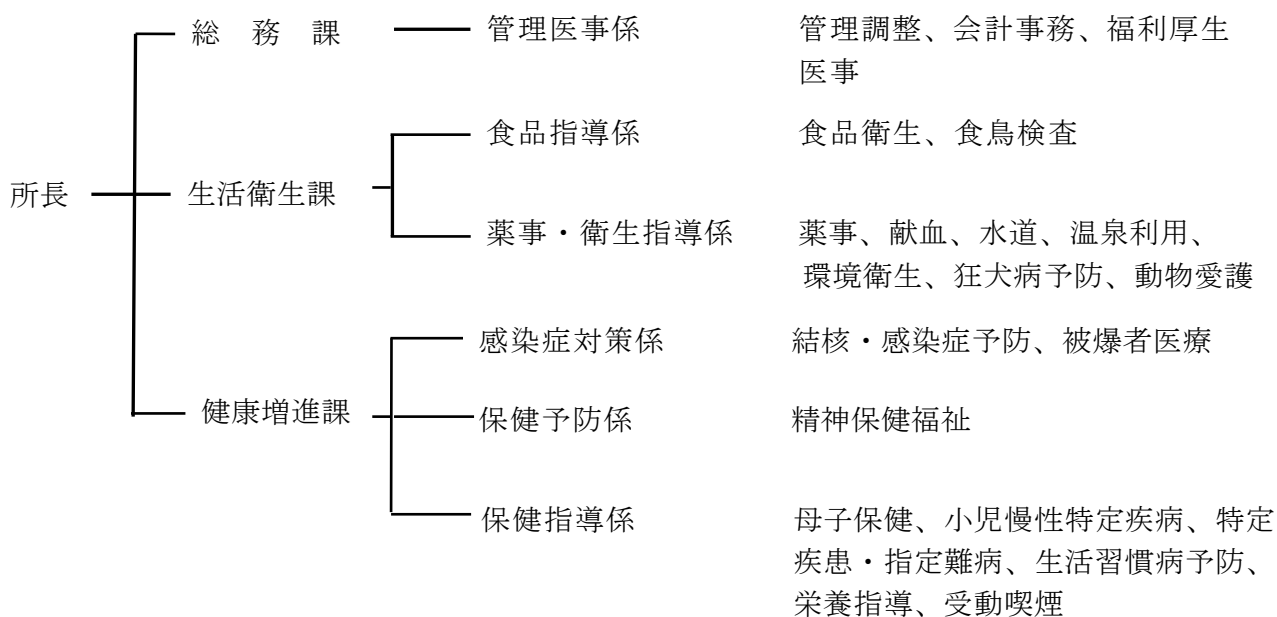 総務課 管理医事係 管理調整、会計事務、福利厚生
医事
食品指導係 食品衛生、食鳥検査
所長 生活衛生課
薬事・衛生指導係 薬事、献血、水道、温泉利用、
環境衛生、狂犬病予防、動物愛護
感染症対策係 結核・感染症予防、被爆者医療
健康増進課 保健予防係 精神保健福祉
保健指導係 母子保健、小児慢性特定疾病、特定
疾患・指定難病、生活習慣病予防、
栄養指導、受動喫煙